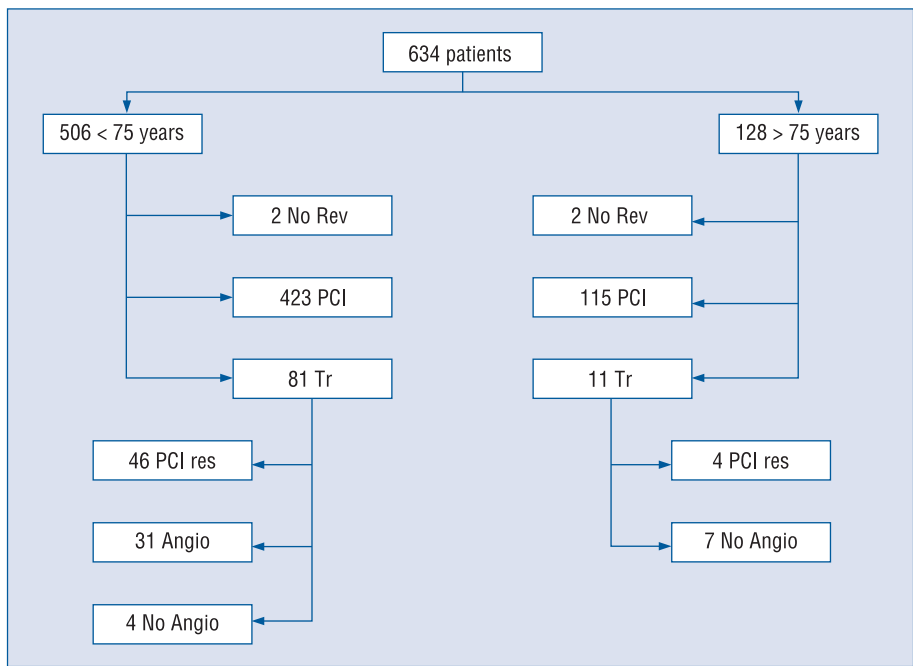 634 patients
506 < 75 years
128 > 75 years
2 No Rev
2 No Rev
423 PCI
115 PCI
81 Tr
11 Tr
46 PCI res
4 PCI res
31 Angio
7 No Angio
4 No Angio